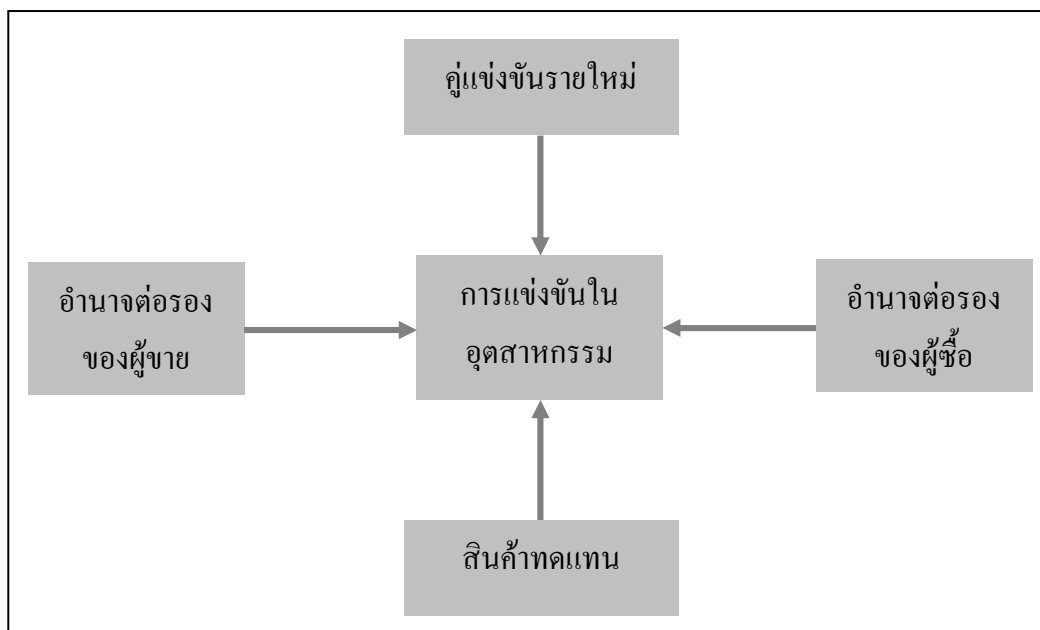 คู่แข่งขันรายใหม่
อำนาจต่อรอง
ของผู้ขาย
การแข่งขันใน
อุตสาหกรรม
อำนาจต่อรอง
ของผู้ซื้อ
สินค้าทดแทน